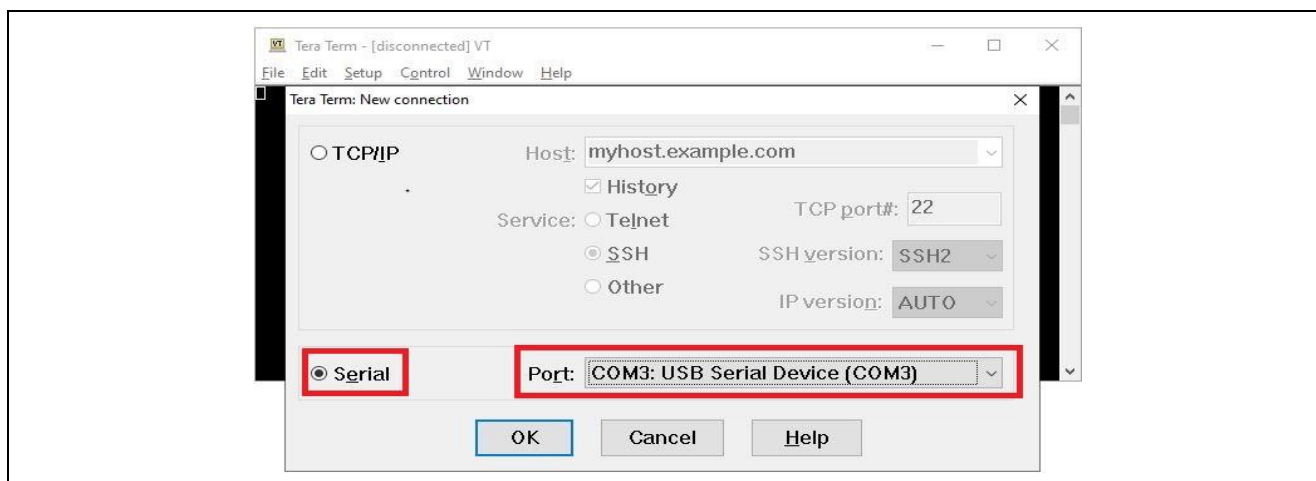 VT Tera Term - [disconnected] VT
File Edit Setup Control Window Help
Tera Term: New connection
TCP/IP Host: myhost.example.com
History
Service: Telnet TCP port#: 22
SSH SSH version: SSH2
Other IP version: AUTO
Serial Port: COM3: USB Serial Device (COM3)
OK Cancel Help